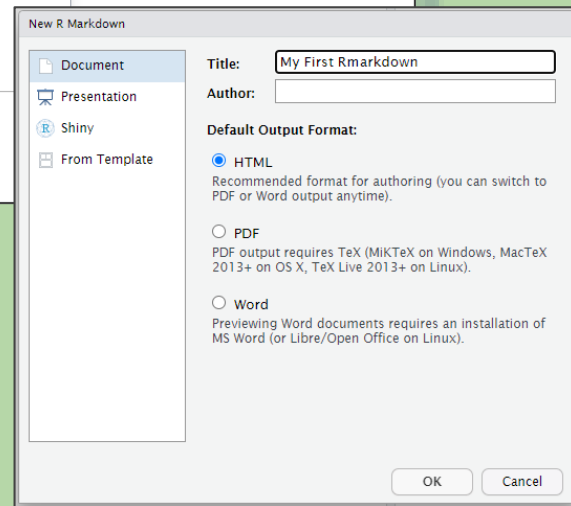 New R Markdown
Document
Presentation
R Shiny
From Template
Title: My First Rmarkdown
Author:
Default Output Format:
HTML
Recommended format for authoring (you can switch to
PDF or Word output anytime).
PDF
PDF output requires TeX (MiKTeX on Windows, MacTeX
2013+ on OS X, TeX Live 2013+ on Linux).
Word
Previewing Word documents requires an installation of
MS Word (or Libre/Open Office on Linux).
OK Cancel